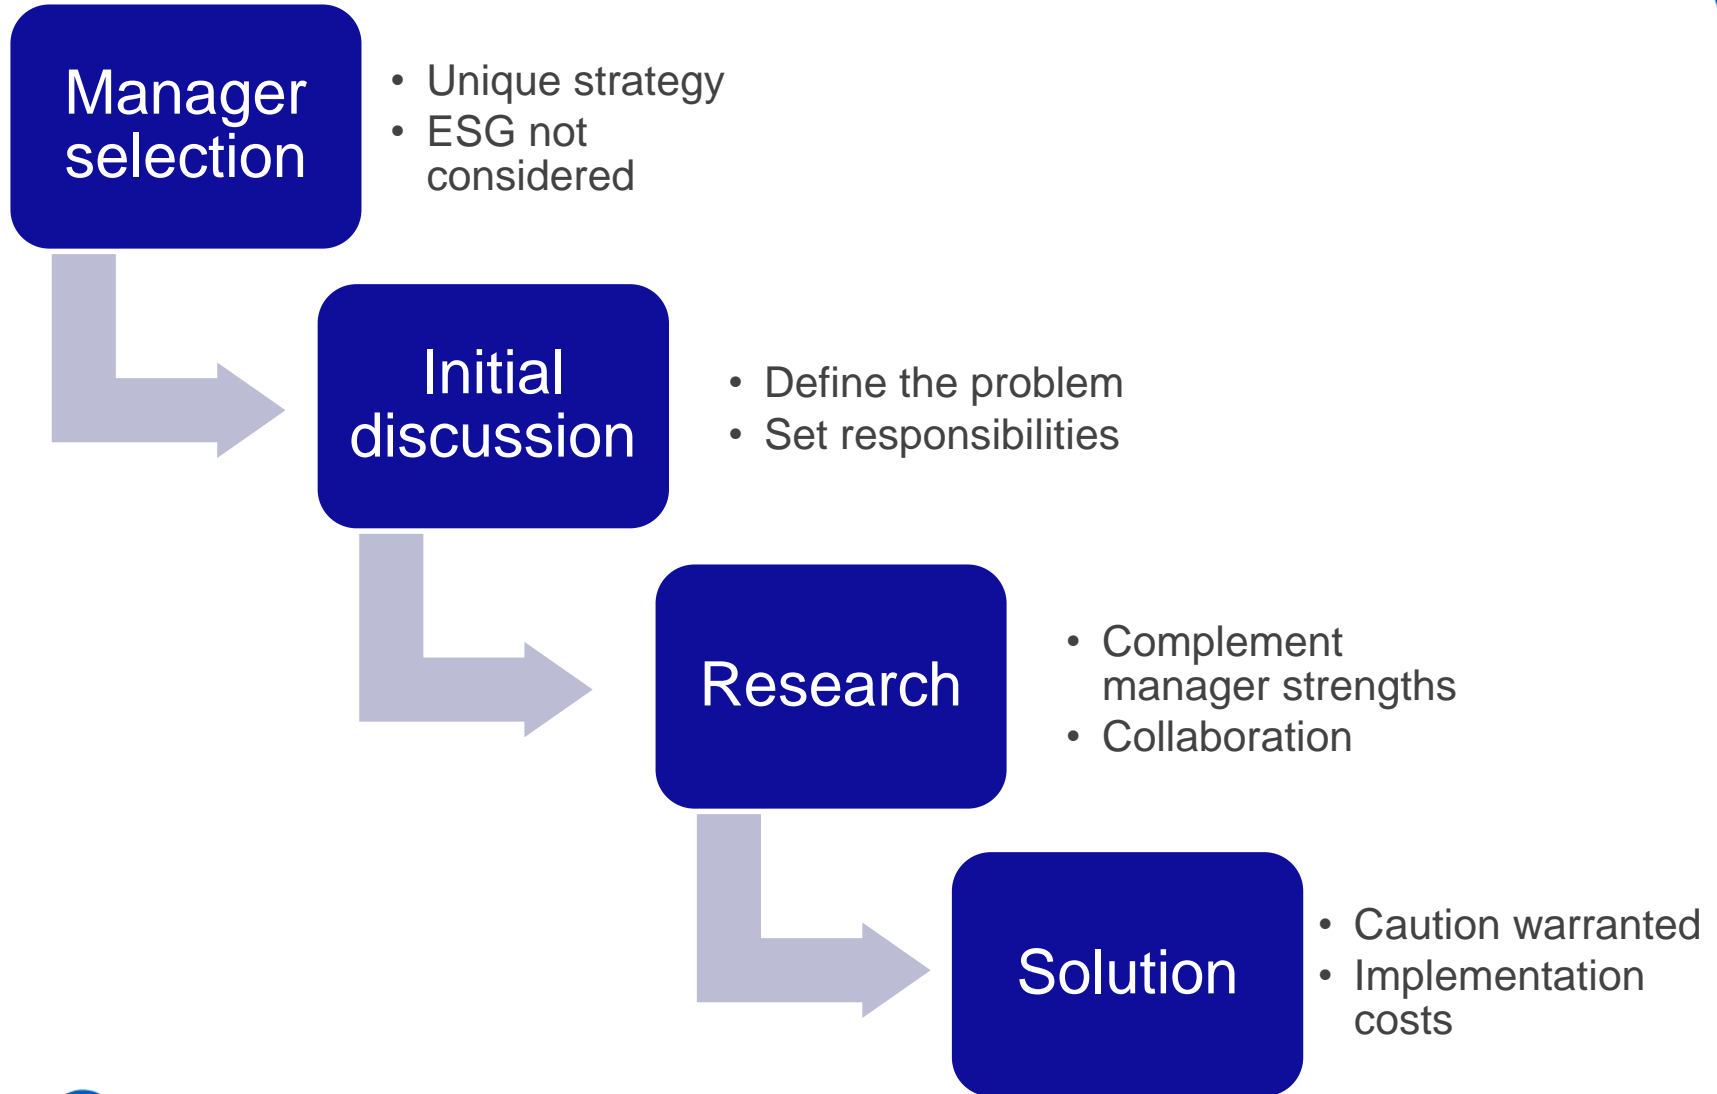 Manager
selection
• Unique strategy
• ESG not
considered
Initial
discussion
• Define the problem
• Set responsibilities
Research
• Complement
manager strengths
• Collaboration
Solution
• Caution warranted
• Implementation
costs